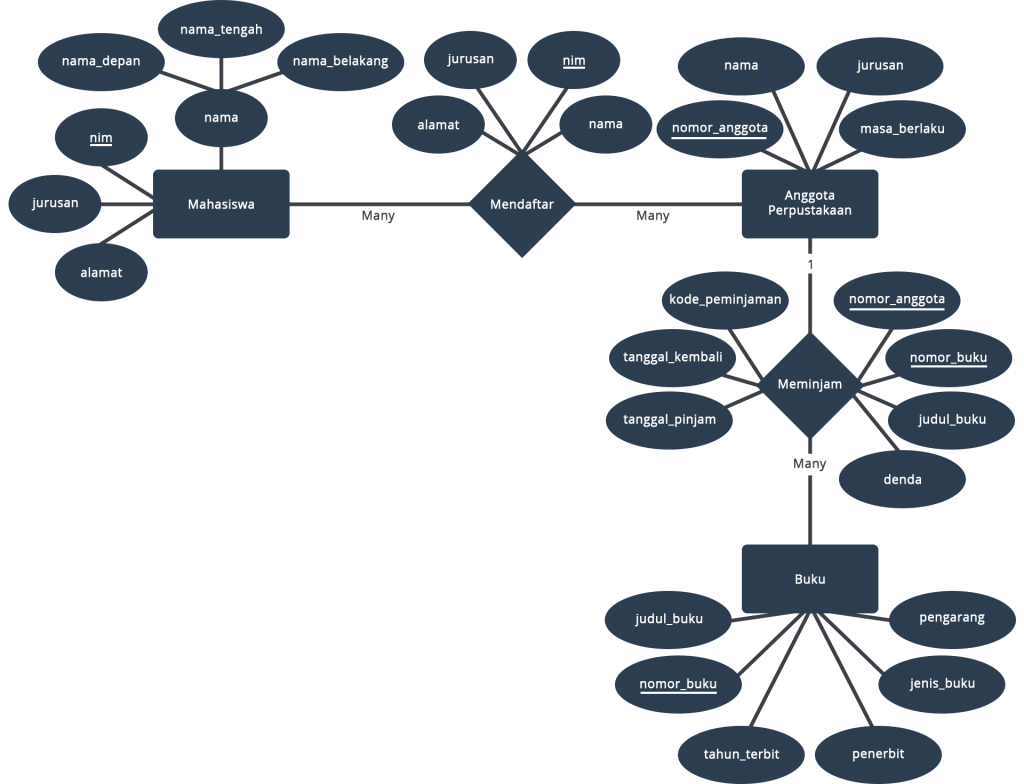 nama_tengah
nama_depan
nama_belakang
nama
nim
jurusan
alamat
Mahasiswa
Many
jurusan
nim
alamat
nama
Mendaftar
Many
nama
jurusan
nomor_anggota
masa_berlaku
Anggota
Perpustakaan
1
kode_peminjaman
nomor_anggota
tanggal_kembali
nomor_buku
Meminjam
tanggal_pinjam
judul_buku
Many
denda
Buku
judul_buku
pengarang
nomor_buku
jenis_buku
tahun_terbit
penerbit